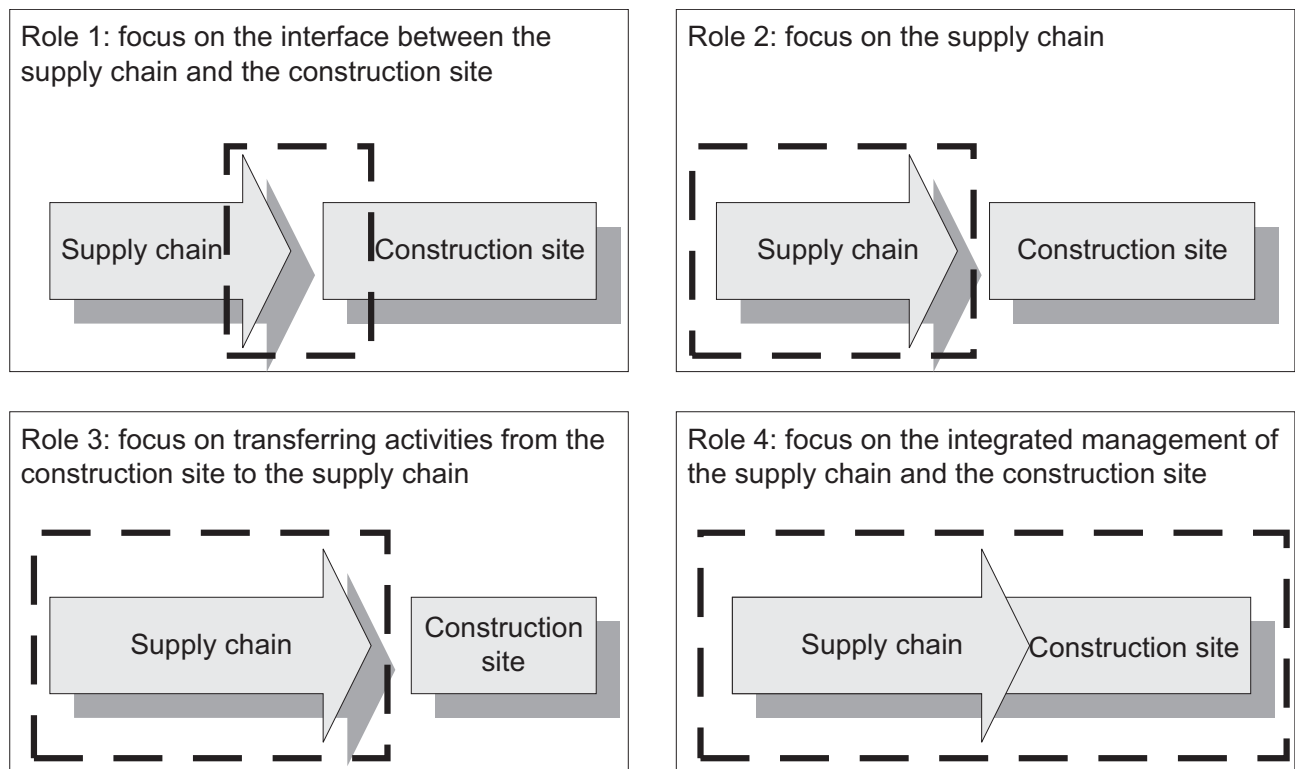 Role 1: focus on the interface between the
supply chain and the construction site
Supply chain
Construction site
Role 2: focus on the supply chain
Supply chain
Construction site
Role 3: focus on transferring activities from the
construction site to the supply chain
Supply chain
Construction
site
Role 4: focus on the integrated management of
the supply chain and the construction site
Supply chain
Construction site